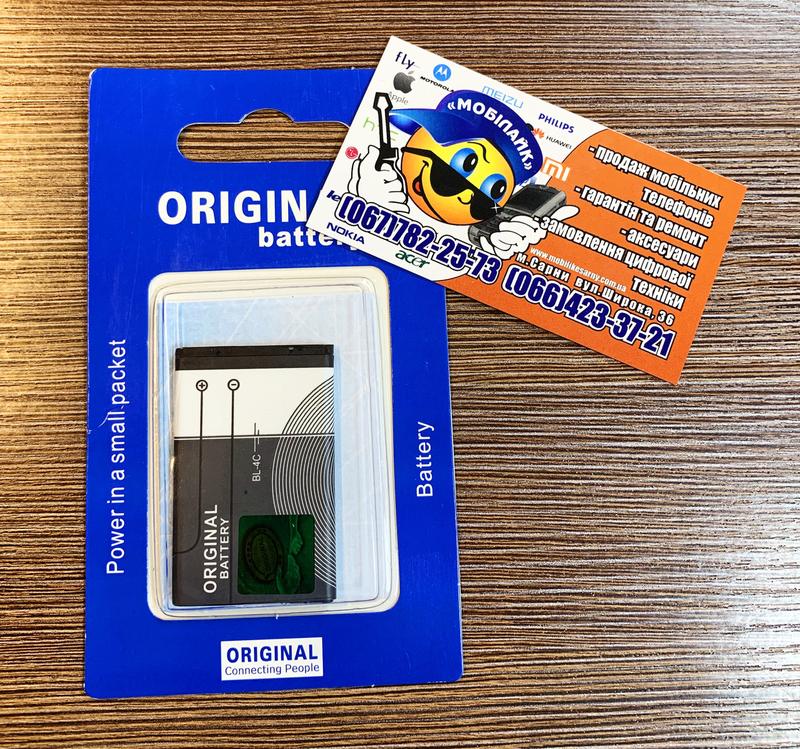 ORIGIN
battery
Power in a small packet
Battery
BL-4C
ORIGINAL
BATTERY
ORIGINAL
Connecting People
fly
MOTOROLA
Apple
MEIZU
PHILIPS
HUAWEI
«МОБІЛАЙК»
- продаж мобільних
телефонів
- гарантія та ремонт
- аксесуари
замовлення цифрової
техніки
NOKIA
acer
www.mobilikesarny.com.ua
м.Сарни Вул.Широка, 36
(067)782-25-73 (066)423-37-21